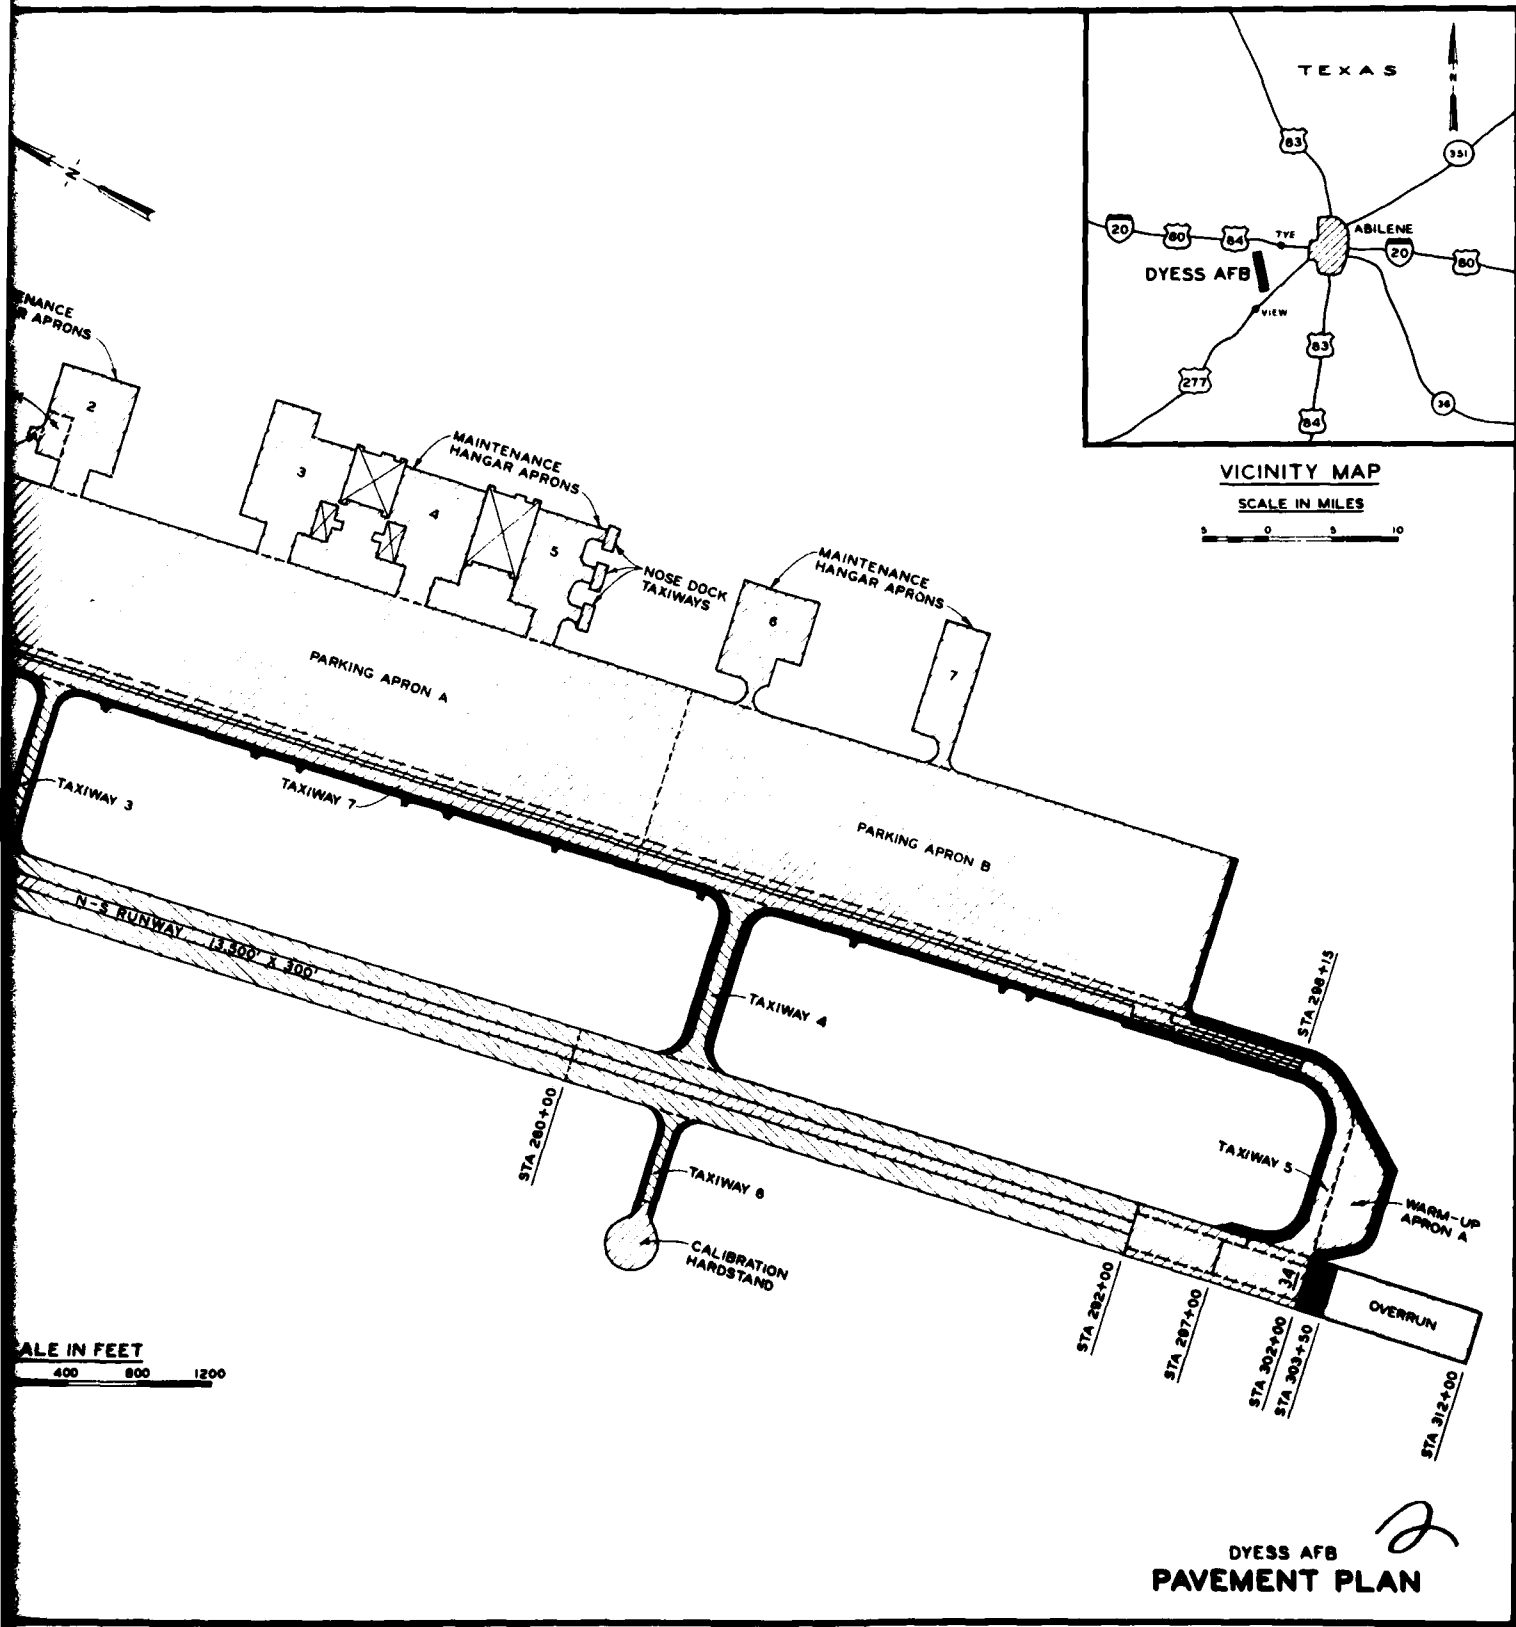 TEXAS
N
83
351
20
80
84
TYE
ABILENE
20
80
DYESS AFB
VIEW
83
277
84
36
VICINITY MAP
SCALE IN MILES
5 0 5 10
N
ENANCE
R APRONS
2
3
MAINTENANCE
HANGAR APRONS
4
5
NOSE DOCK
TAXIWAYS
MAINTENANCE
HANGAR APRONS
6
7
PARKING APRON A
PARKING APRON B
TAXIWAY 3
TAXIWAY 7
N-S RUNWAY 13,500' X 300'
TAXIWAY 4
STA 298+15
STA 260+00
TAXIWAY 6
CALIBRATION
HARDSTAND
TAXIWAY 5
WARM-UP
APRON A
34
OVERRUN
STA 292+00
STA 297+00
STA 302+00
STA 303+50
STA 312+00
ALE IN FEET
400 800 1200
2
DYESS AFB
PAVEMENT PLAN